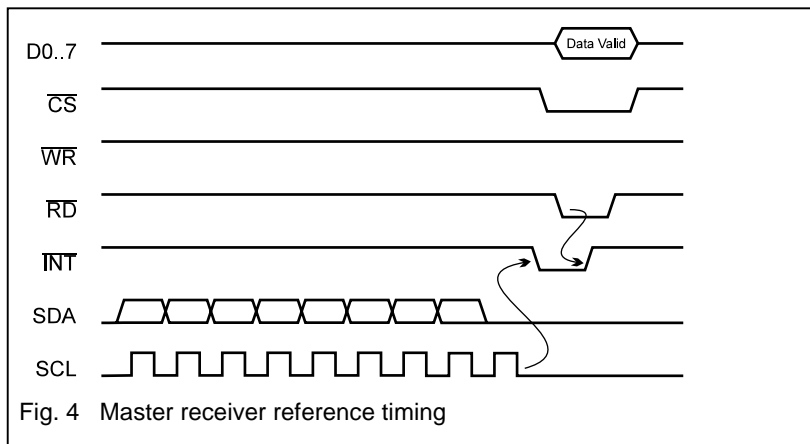 D0..7
Data Valid
CS
WR
RD
INT
SDA
SCL
Fig. 4 Master receiver reference timing